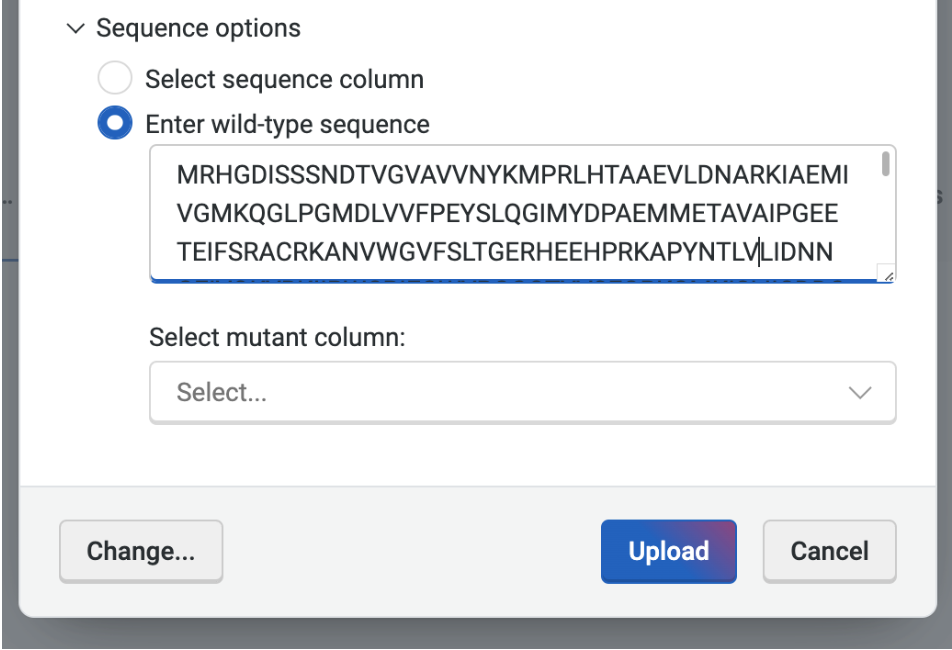 Sequence options
Select sequence column
Enter wild-type sequence
MRHGDISSSNDTVGVAVVNYKMPRLHTAAEVLDNARKIAEMI
VGMKQGLPGMDLVVFPEYSLQGIMYDPAEMMETAVAIPGEE
TEIFSRACRKANVWGVFSLTGERHEEHPRKAPYNTLVLIDNN
Select mutant column:
Select...
Change...
Upload
Cancel